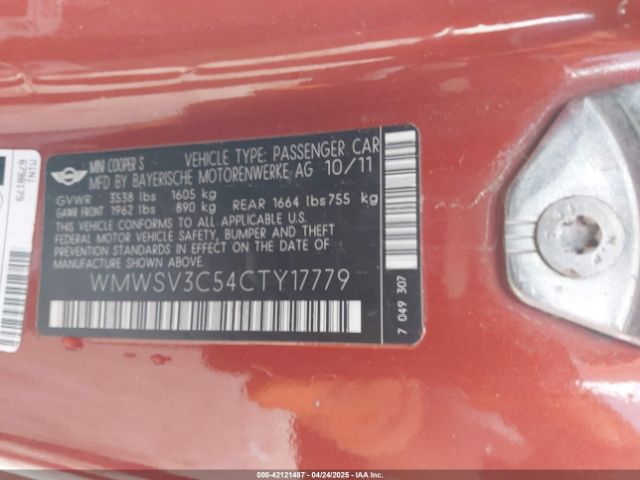 MINI COOPER S VEHICLE TYPE: PASSENGER CAR
MFD BY BAYERISCHE MOTORENWERKE AG 10/11
GVWR 3538 lbs 1605 kg
GAWR FRONT 1962 lbs 890 kg REAR 1664 lbs 755 kg
THIS VEHICLE CONFORMS TO ALL APPLICABLE U.S.
FEDERAL MOTOR VEHICLE SAFETY, BUMPER AND THEFT
PREVENTION STANDARDS IN EFFECT ON THE DATE OF
MANUFACTURE SHOWN ABOVE.
WMWSV3C54CTY17779
7 049 307
MINI
6798179
000-42121487 - 04/24/2025 - IAAI